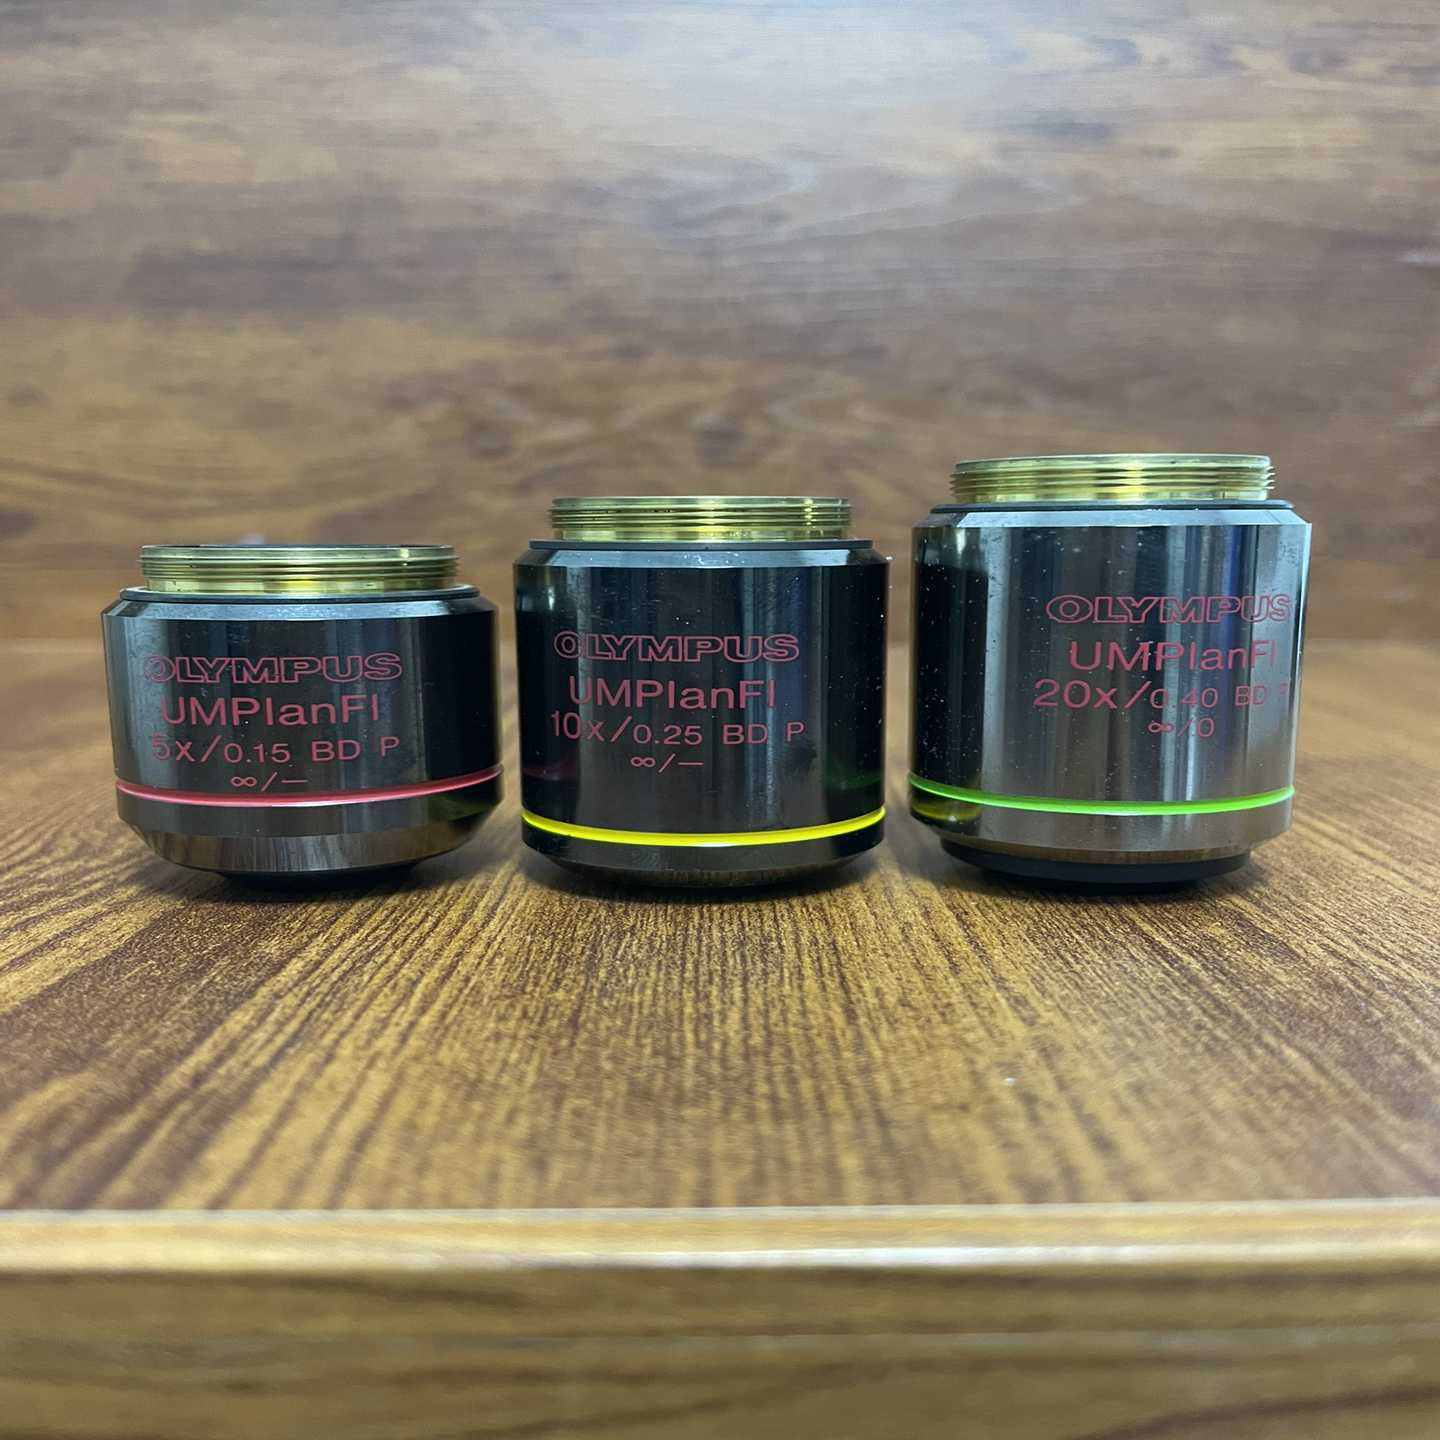 OLYMPUS
UMPlanFl
5x/0.15 BD P
∞/—
OLYMPUS
UMPlanFl
10x/0.25 BD P
∞/—
OLYMPUS
UMPlanFl
20x/0.40 BD P
∞/0